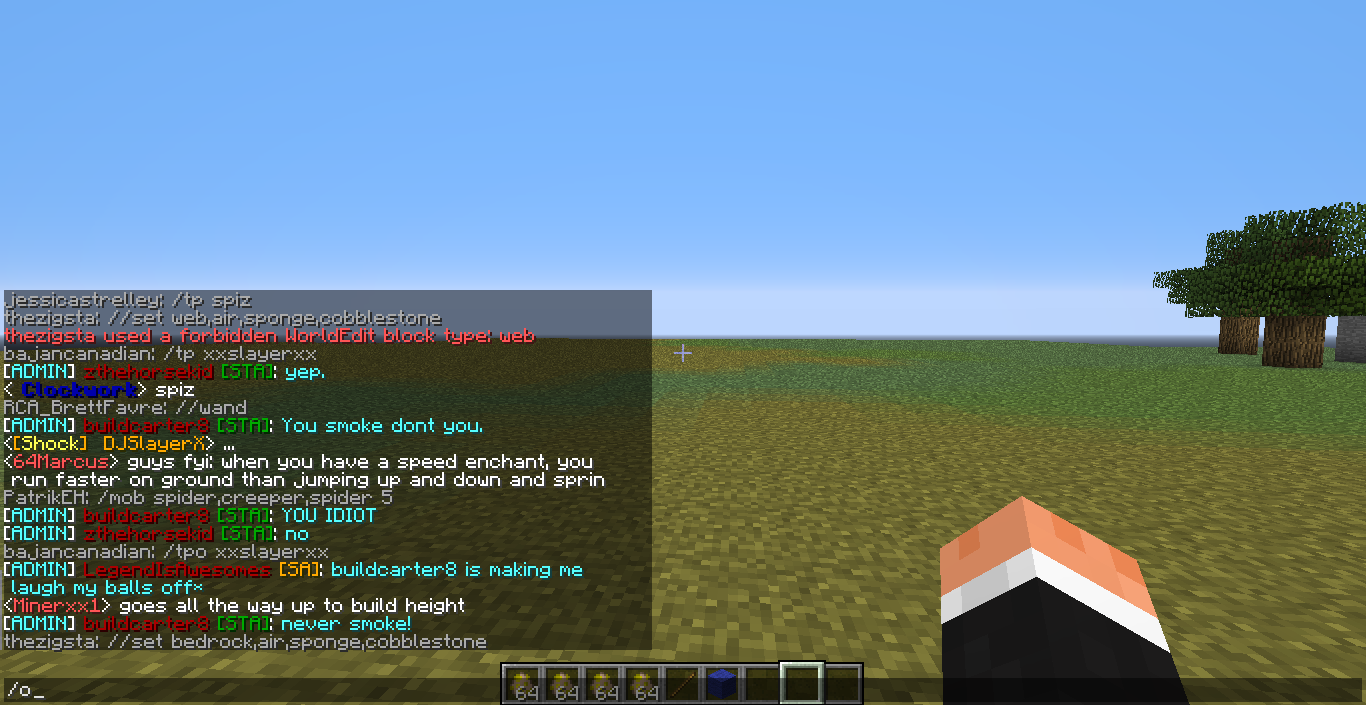 jessicastrelley: /tp spiz
thezigsta: //set web,air,sponge,cobblestone
thezigsta used a forbidden WorldEdit block type: web
bajancanadian: /tp xxslayerxx
[ADMIN] zthehorsekid [STA]: yep.
< Clockwork> spiz
RCA_BrettFavre: //wand
[ADMIN] buildcarter8 [STA]: You smoke dont you.
<[Shock] DJSlayerX> ...
<64Marcus> guys fyi: when you have a speed enchant, you
run faster on ground than jumping up and down and sprin
PatrikEH: /mob spider,creeper,spider 5
[ADMIN] buildcarter8 [STA]: YOU IDIOT
[ADMIN] zthehorsekid [STA]: no
bajancanadian: /tpo xxslayerxx
[ADMIN] LegendIsAwesomes [SA]: buildcarter8 is making me
laugh my balls off*
<Minerxx1> goes all the way up to build height
[ADMIN] buildcarter8 [STA]: never smoke!
thezigsta: //set bedrock,air,sponge,cobblestone
64 64 64 64
/o_